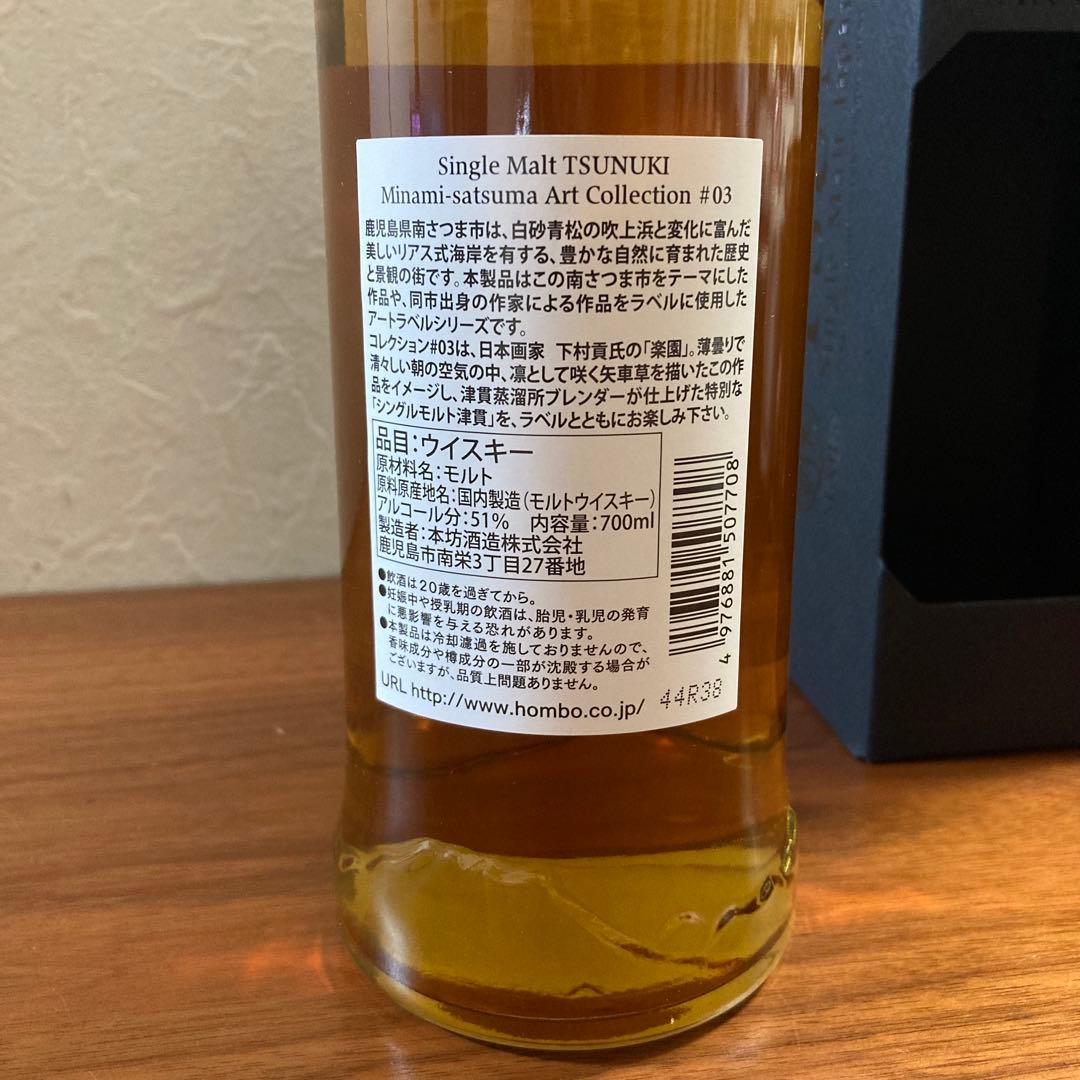 Single Malt TSUNUKI
Minami-satsuma Art Collection #03
鹿児島県南さつま市は、白砂青松の吹上浜と変化に富んだ
美しいリアス式海岸を有する、豊かな自然に育まれた歴史
と景観の街です。本製品はこの南さつま市をテーマにした
作品や、同市出身の作家による作品をラベルに使用した
アートラベルシリーズです。
コレクション#03は、日本画家 下村貢氏の「楽園」。薄曇りで
清々しい朝の空気の中、凛として咲く矢車草を描いたこの作
品をイメージし、津貫蒸溜所ブレンダーが仕上げた特別な
「シングルモルト津貫」を、ラベルとともにお楽しみ下さい。
品目:ウイスキー
原材料名:モルト
原料原産地名:国内製造(モルトウイスキー)
アルコール分:51% 内容量:700ml
製造者:本坊酒造株式会社
鹿児島市南栄3丁目27番地
●飲酒は20歳を過ぎてから。
●妊娠中や授乳期の飲酒は、胎児・乳児の発育
に悪影響を与える恐れがあります。
●本製品は冷却濾過を施しておりませんので、
香味成分や樽成分の一部が沈殿する場合が
ございますが、品質上問題ありません。
URL http://www.hombo.co.jp/
4 976881 507708
44R38